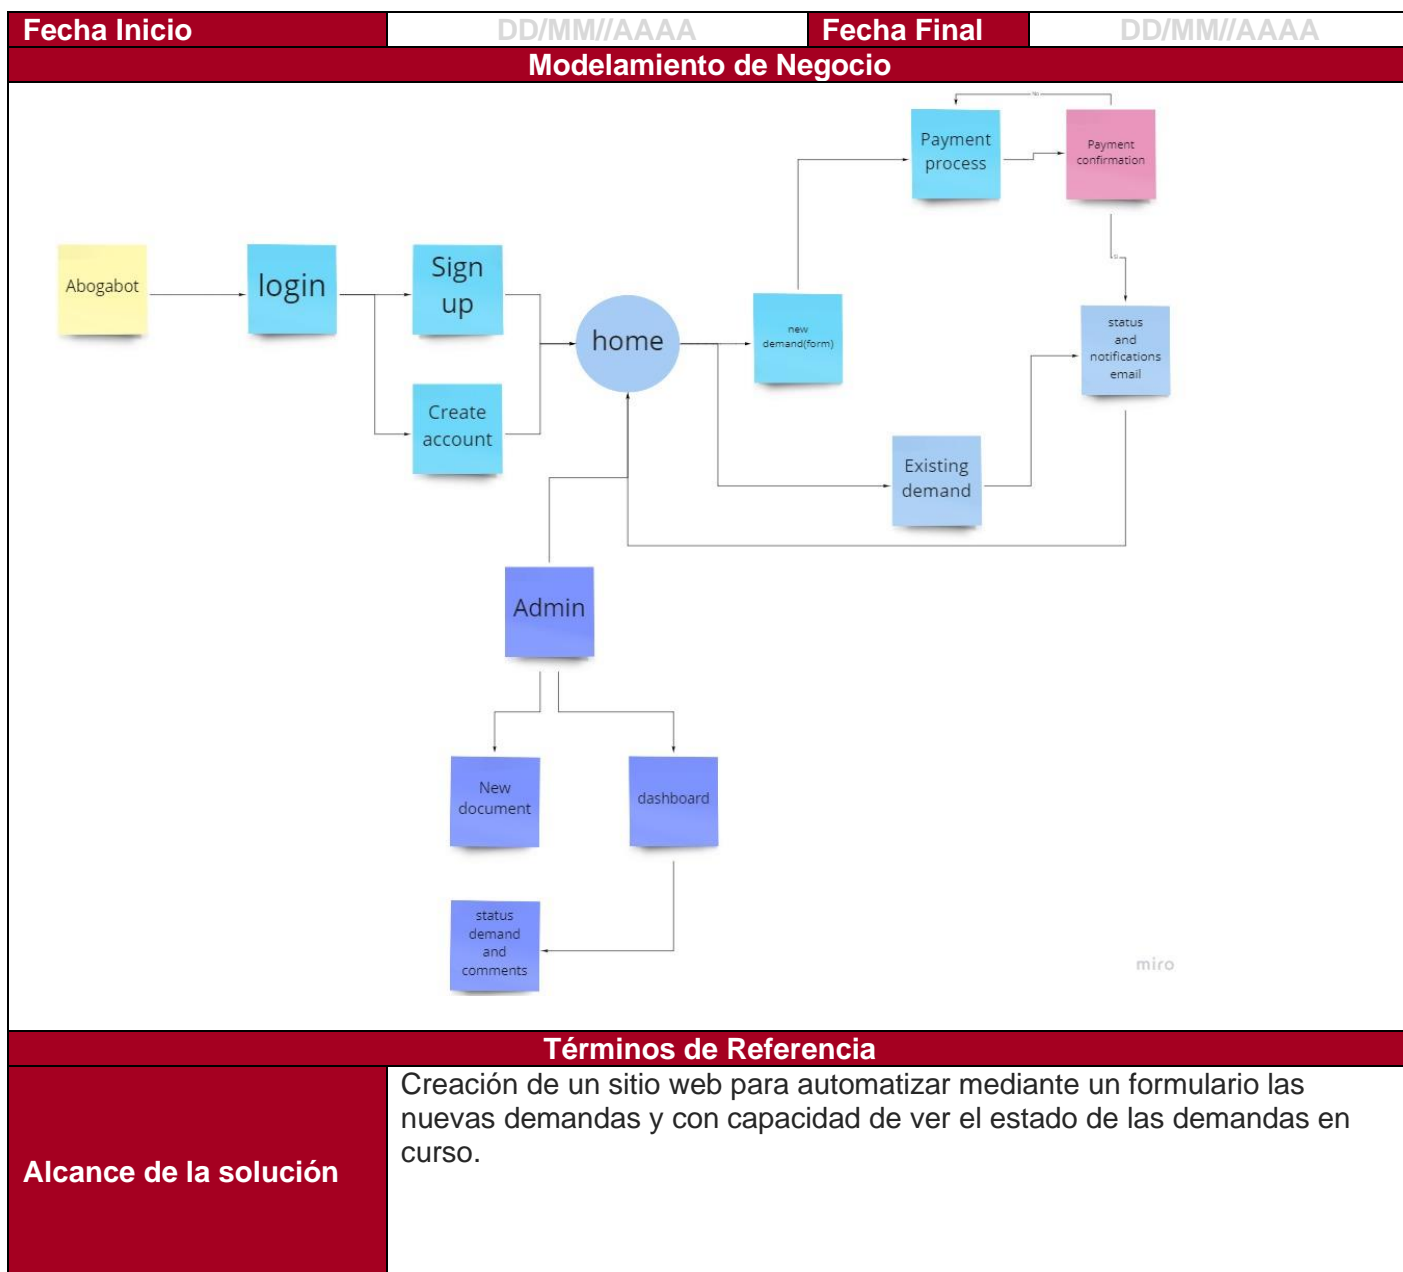 Fecha Inicio
DD/MM//AAAA
Fecha Final
DD/MM//AAAA
Modelamiento de Negocio
No
Payment
process
Payment
confirmation
Abogabot
login
Sign
up
home
new
demand(form)
status
and
notifications
email
Create
account
Existing
demand
Admin
New
document
dashboard
status
demand
and
comments
miro
Términos de Referencia
Alcance de la solución
Creación de un sitio web para automatizar mediante un formulario las
nuevas demandas y con capacidad de ver el estado de las demandas en
curso.